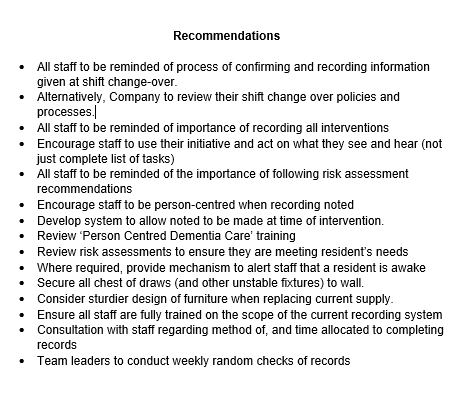 Recommendations
• All staff to be reminded of process of confirming and recording information
given at shift change-over.
• Alternatively, Company to review their shift change over policies and
processes.
• All staff to be reminded of importance of recording all interventions
• Encourage staff to use their initiative and act on what they see and hear (not
just complete list of tasks)
• All staff to be reminded of the importance of following risk assessment
recommendations
• Encourage staff to be person-centred when recording noted
• Develop system to allow noted to be made at time of intervention.
• Review ‘Person Centred Dementia Care’ training
• Review risk assessments to ensure they are meeting resident’s needs
• Where required, provide mechanism to alert staff that a resident is awake
• Secure all chest of draws (and other unstable fixtures) to wall.
• Consider sturdier design of furniture when replacing current supply.
• Ensure all staff are fully trained on the scope of the current recording system
• Consultation with staff regarding method of, and time allocated to completing
records
• Team leaders to conduct weekly random checks of records